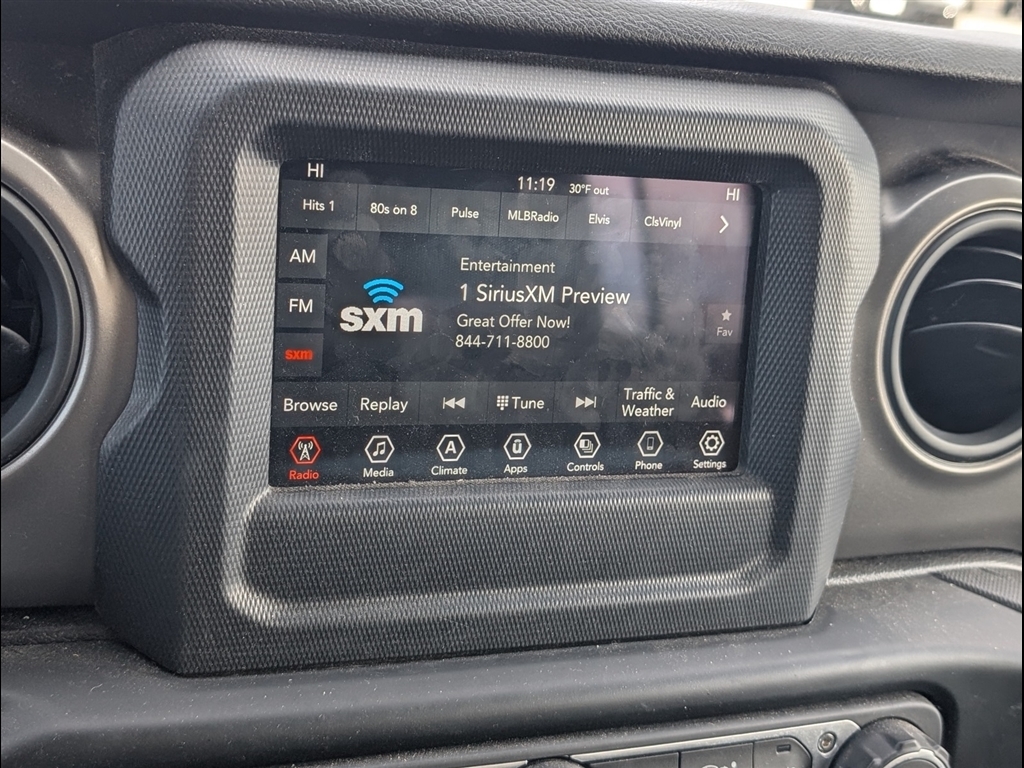 HI 11:19 30°F out HI
Hits 1 80s on 8 Pulse MLBRadio Elvis ClsVinyl
AM
FM
sxm
sxm
Entertainment
1 SiriusXM Preview
Great Offer Now!
844-711-8800
Fav
Browse Replay Tune Traffic & Weather Audio
Radio Media A Climate ū Apps Controls Phone Settings